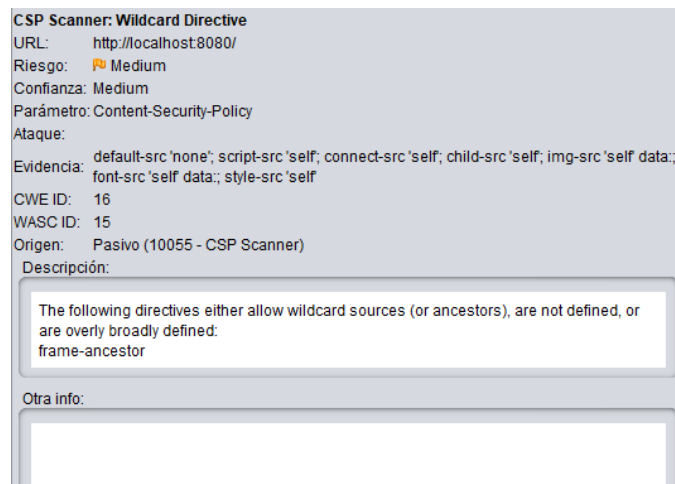 CSP Scanner: Wildcard Directive
URL: http://localhost:8080/
Riesgo: Medium
Confianza: Medium
Parámetro: Content-Security-Policy
Ataque:
Evidencia: default-src 'none'; script-src 'self'; connect-src 'self'; child-src 'self'; img-src 'self' data:;
font-src 'self' data:; style-src 'self'
CWE ID: 16
WASC ID: 15
Origen: Pasivo (10055 - CSP Scanner)
Descripción:
The following directives either allow wildcard sources (or ancestors), are not defined, or
are overly broadly defined:
frame-ancestor
Otra info: